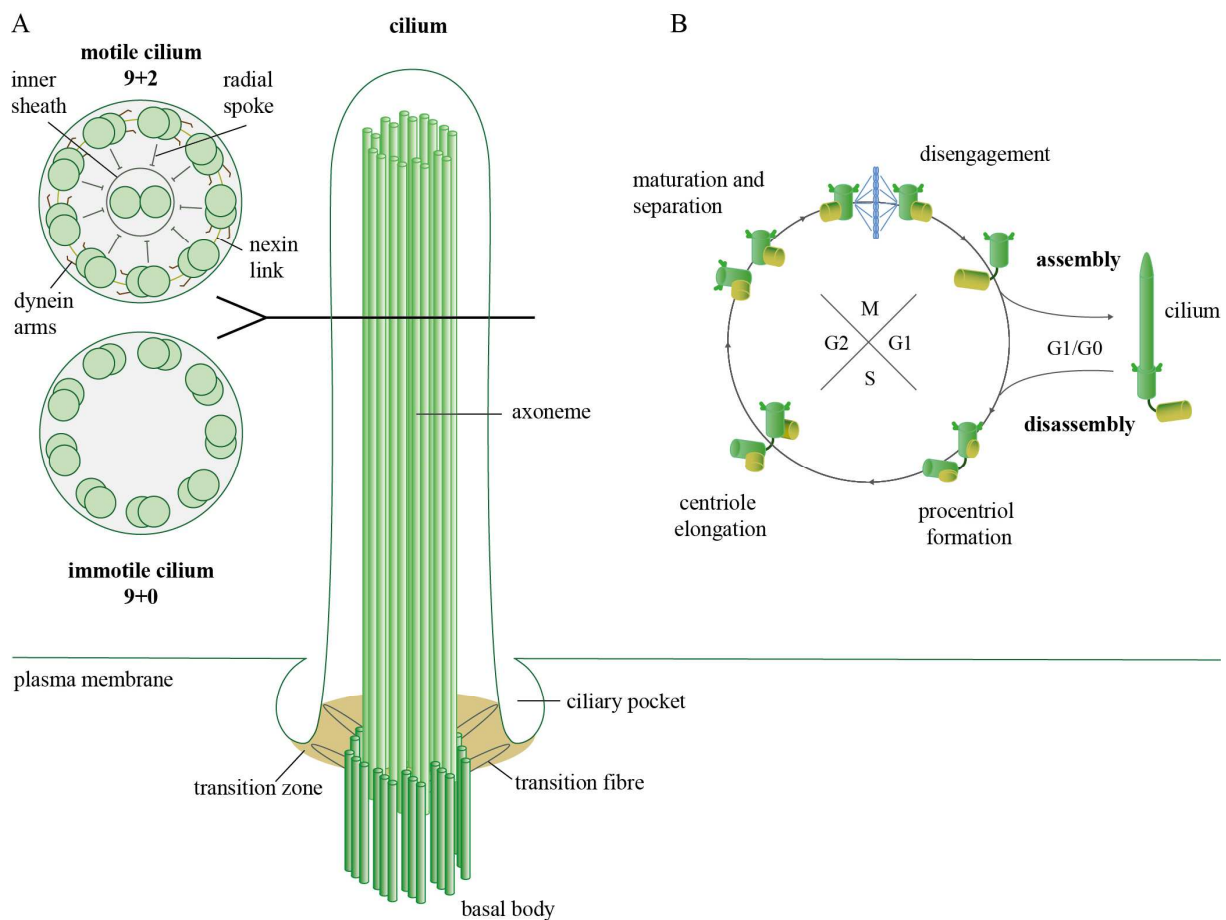 A
motile cilium
9+2
inner
sheath
radial
spoke
nexin
link
dynein
arms
immotile cilium
9+0
cilium
axoneme
plasma membrane
ciliary pocket
transition zone
transition fibre
basal body
B
disengagement
maturation and
separation
assembly
cilium
M
G2
G1
S
G1/G0
disassembly
centriole
elongation
procentriol
formation